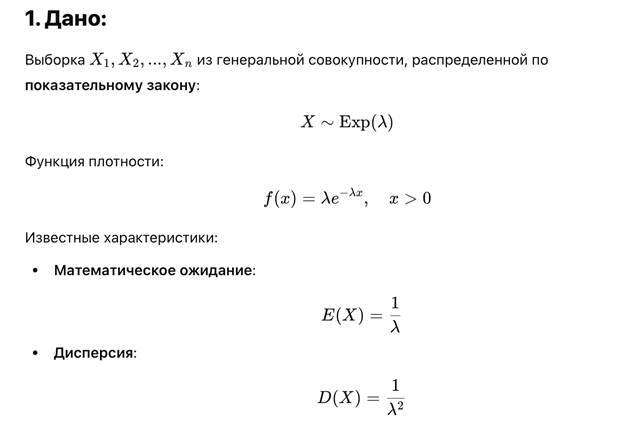 1. Дано:
Выборка X₁, X₂, ..., Xₙ из генеральной совокупности, распределенной по
показательному закону:
X ∼ Exp(λ)
Функция плотности:
f(x) = λe^{−λx}, x > 0
Известные характеристики:
• Математическое ожидание:
E(X) = 1/λ
• Дисперсия:
D(X) = 1/λ²